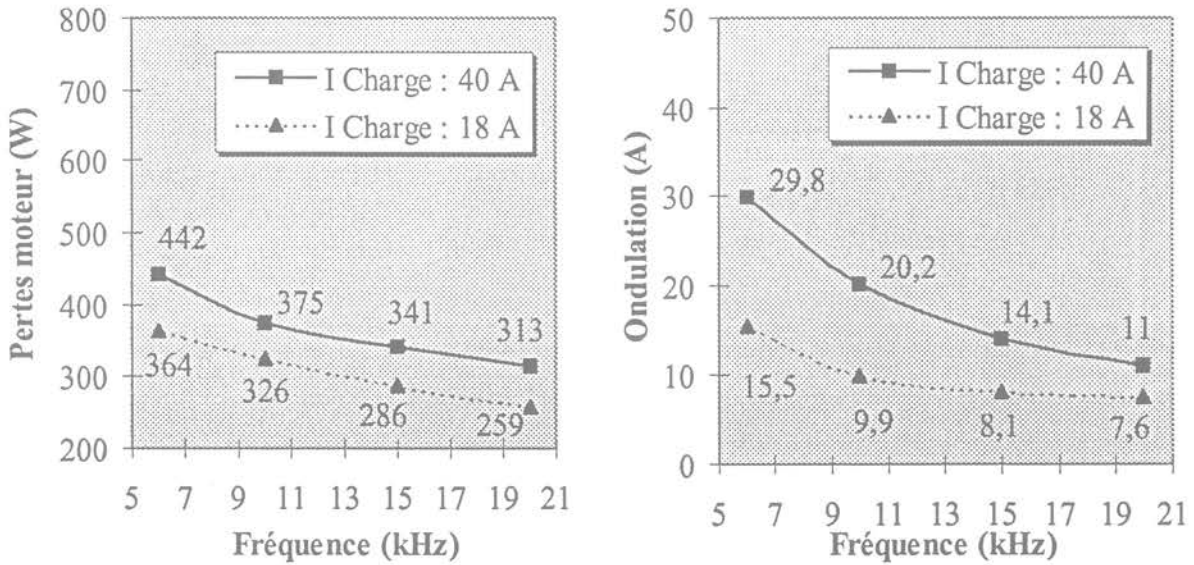 Pertes moteur (W)
800
700
600
500
400
300
200
I Charge : 40 A
I Charge : 18 A
442
375
341
313
364
326
286
259
5 7 9 11 13 15 17 19 21
Fréquence (kHz)
Ondulation (A)
50
40
30
20
10
0
I Charge : 40 A
I Charge : 18 A
29,8
20,2
14,1
11
15,5
9,9
8,1
7,6
5 7 9 11 13 15 17 19 21
Fréquence (kHz)